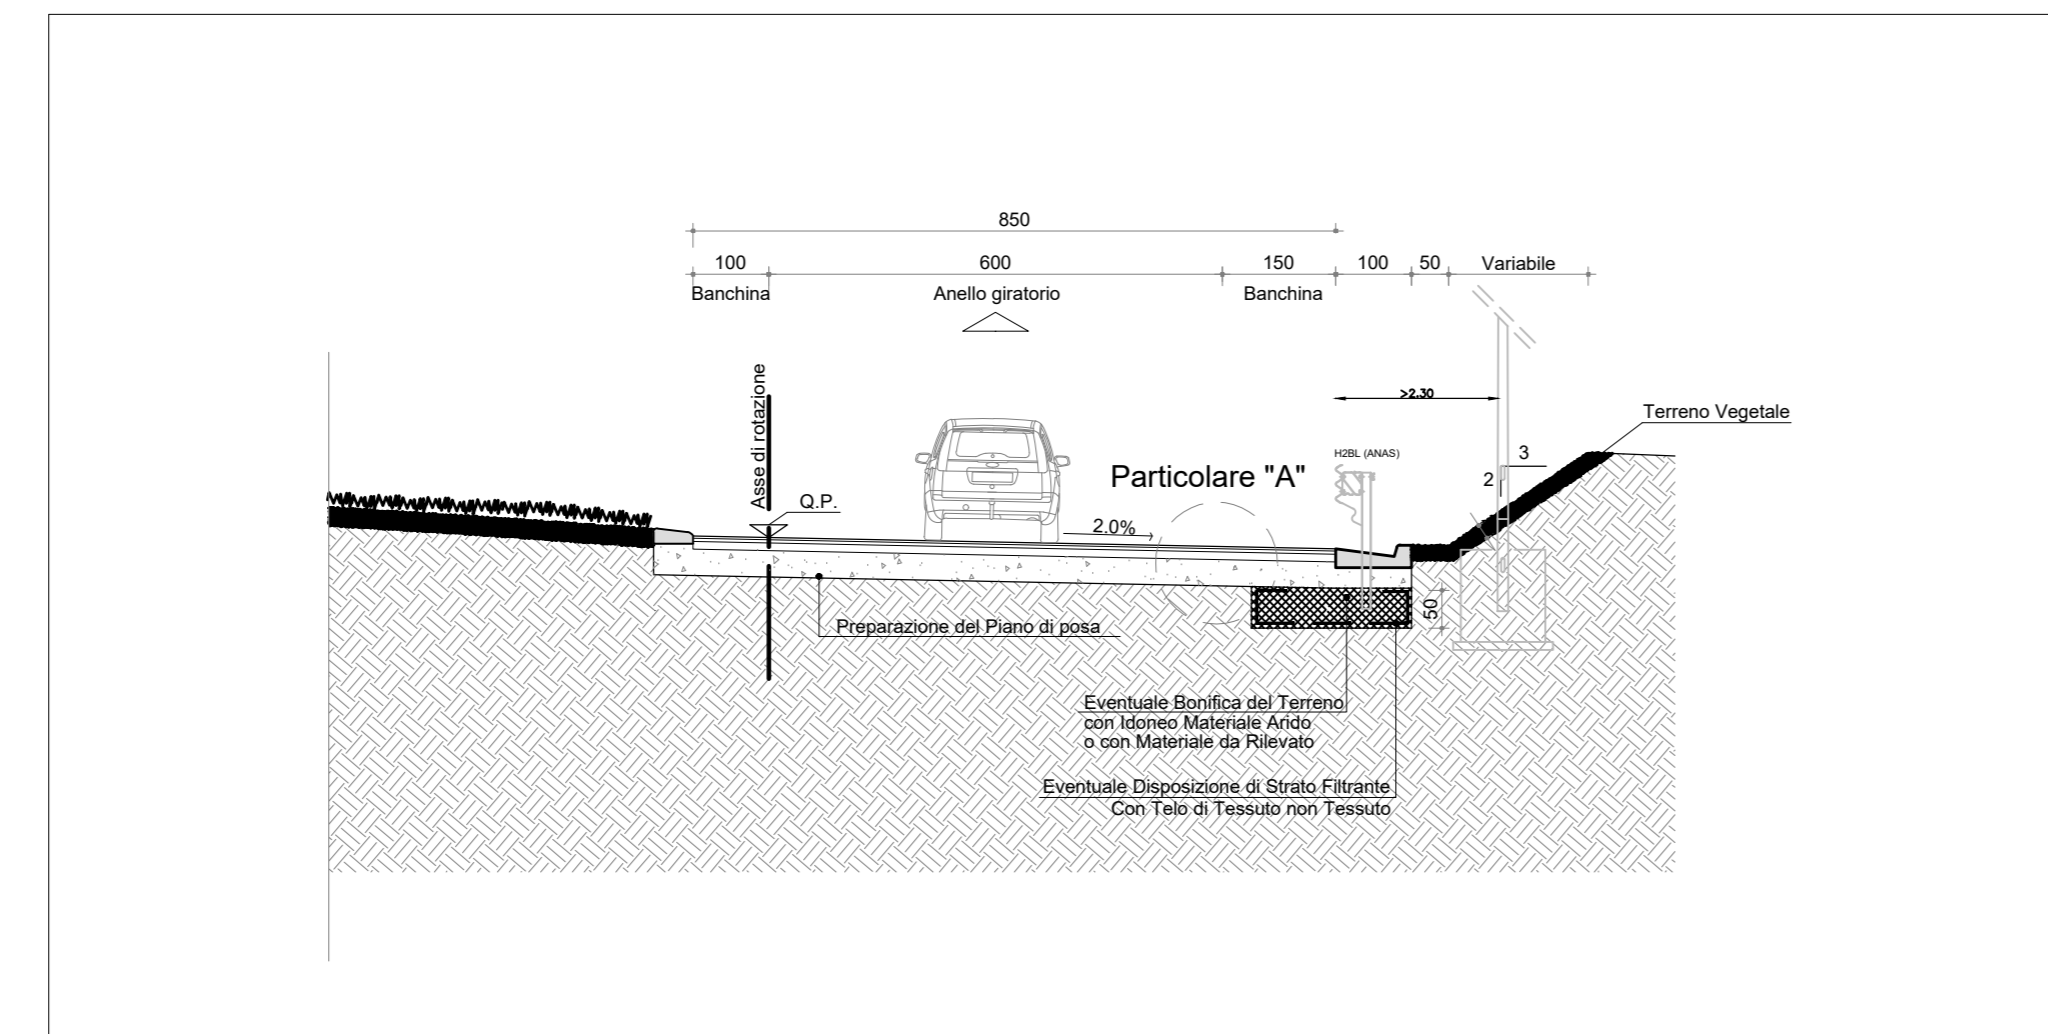 850
100
600
150
100
50
Variabile
Banchina
Anello giratorio
Banchina
Asse di rotazione
>2.30
Terreno Vegetale
H2BL (ANAS)
3
2
Particolare "A"
Q.P.
2.0%
50
Preparazione del Piano di posa
Eventuale Bonifica del Terreno
con Idoneo Materiale Arido
o con Materiale da Rilevato
Eventuale Disposizione di Strato Filtrante
Con Telo di Tessuto non Tessuto